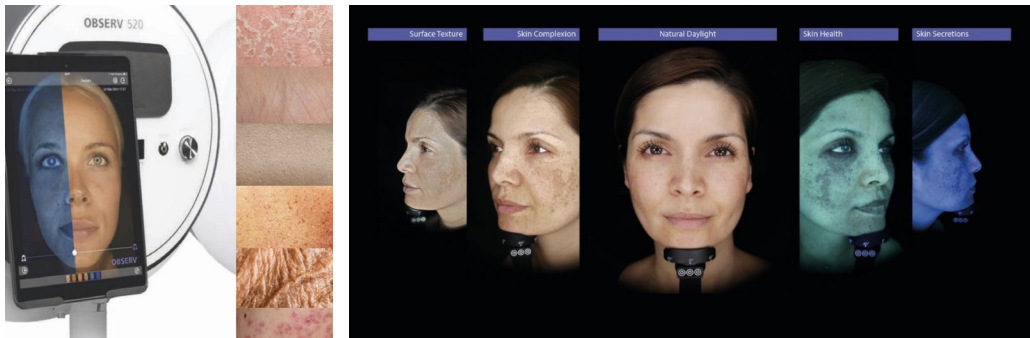 OBSERV 520
OBSERV
Surface Texture
Skin Complexion
Natural Daylight
Skin Health
Skin Secretions